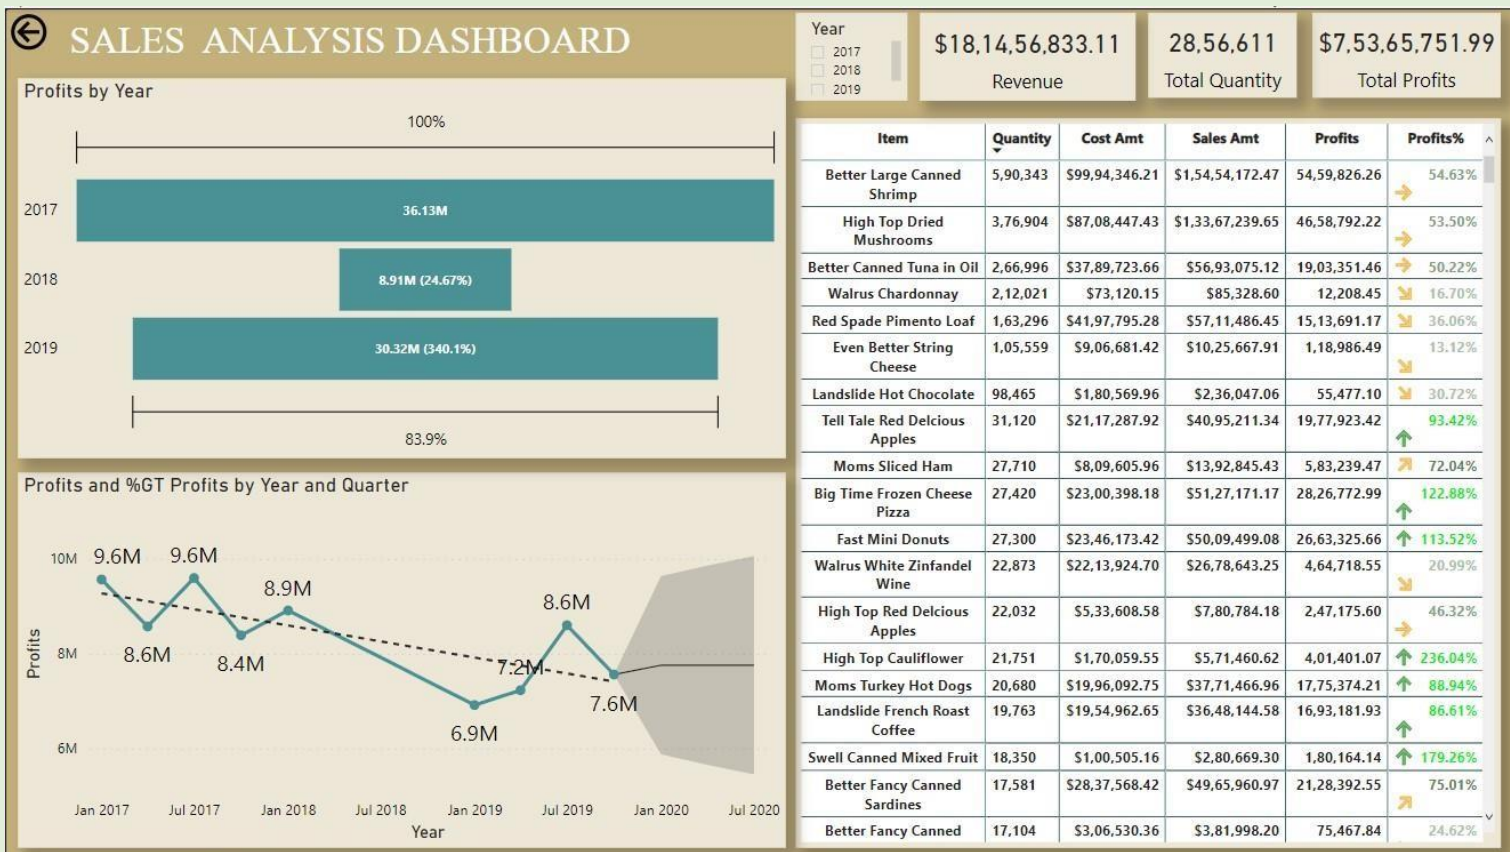 SALES ANALYSIS DASHBOARD
Year
2017
2018
2019
$18,14,56,833.11
Revenue
28,56,611
Total Quantity
$7,53,65,751.99
Total Profits
Profits by Year
100%
2017
36.13M
2018
8.91M (24.67%)
2019
30.32M (340.1%)
83.9%
Profits and %GT Profits by Year and Quarter
Profits
10M
8M
6M
9.6M
8.6M
9.6M
8.4M
8.9M
6.9M
7.2M
8.6M
7.6M
Jan 2017 Jul 2017 Jan 2018 Jul 2018 Jan 2019 Jul 2019 Jan 2020 Jul 2020
Year
Item Quantity Cost Amt Sales Amt Profits Profits%
Better Large Canned 5,90,343 $99,94,346.21 $1,54,54,172.47 54,59,826.26 54.63%
Shrimp
High Top Dried 3,76,904 $87,08,447.43 $1,33,67,239.65 46,58,792.22 53.50%
Mushrooms
Better Canned Tuna in Oil 2,66,996 $37,89,723.66 $56,93,075.12 19,03,351.46 50.22%
Walrus Chardonnay 2,12,021 $73,120.15 $85,328.60 12,208.45 16.70%
Red Spade Pimento Loaf 1,63,296 $41,97,795.28 $57,11,486.45 15,13,691.17 36.06%
Even Better String 1,05,559 $9,06,681.42 $10,25,667.91 1,18,986.49 13.12%
Cheese
Landslide Hot Chocolate 98,465 $1,80,569.96 $2,36,047.06 55,477.10 30.72%
Tell Tale Red Delcious 31,120 $21,17,287.92 $40,95,211.34 19,77,923.42 93.42%
Apples
Moms Sliced Ham 27,710 $8,09,605.96 $13,92,845.43 5,83,239.47 72.04%
Big Time Frozen Cheese 27,420 $23,00,398.18 $51,27,171.17 28,26,772.99 122.88%
Pizza
Fast Mini Donuts 27,300 $23,46,173.42 $50,09,499.08 26,63,325.66 113.52%
Walrus White Zinfandel 22,873 $22,13,924.70 $26,78,643.25 4,64,718.55 20.99%
Wine
High Top Red Delcious 22,032 $5,33,608.58 $7,80,784.18 2,47,175.60 46.32%
Apples
High Top Cauliflower 21,751 $1,70,059.55 $5,71,460.62 4,01,401.07 236.04%
Moms Turkey Hot Dogs 20,680 $19,96,092.75 $37,71,466.96 17,75,374.21 88.94%
Landslide French Roast 19,763 $19,54,962.65 $36,48,144.58 16,93,181.93 86.61%
Coffee
Swell Canned Mixed Fruit 18,350 $1,00,505.16 $2,80,669.30 1,80,164.14 179.26%
Better Fancy Canned 17,581 $28,37,568.42 $49,65,960.97 21,28,392.55 75.01%
Sardines
Better Fancy Canned 17,104 $3,06,530.36 $3,81,998.20 75,467.84 24.62%